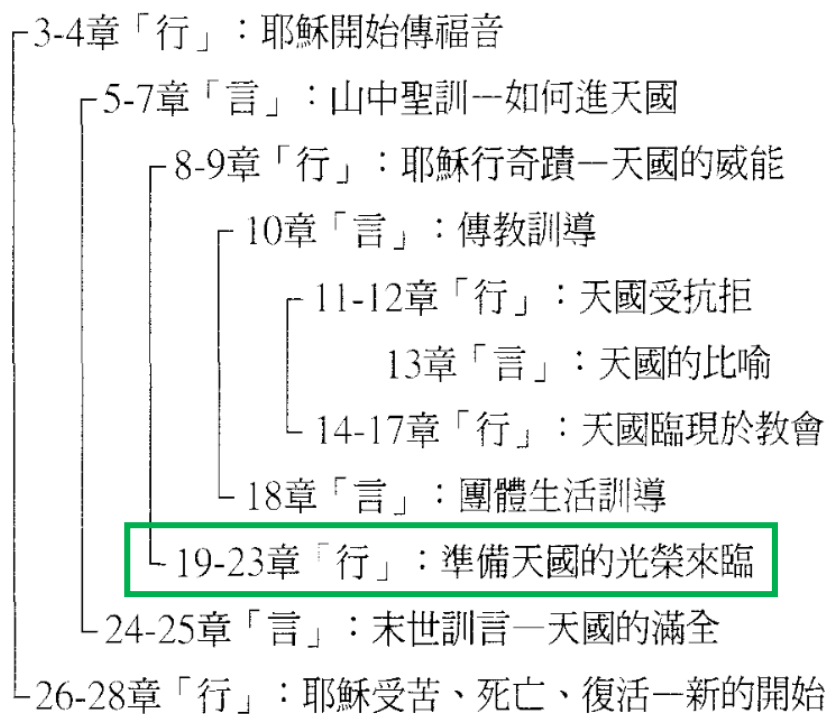 3-4章「行」：耶穌開始傳福音
5-7章「言」：山中聖訓—如何進天國
8-9章「行」：耶穌行奇蹟—天國的威能
10章「言」：傳教訓導
11-12章「行」：天國受抗拒
13章「言」：天國的比喻
14-17章「行」：天國臨現於教會
18章「言」：團體生活訓導
19-23章「行」：準備天國的光榮來臨
24-25章「言」：末世訓言—天國的滿全
26-28章「行」：耶穌受苦、死亡、復活—新的開始